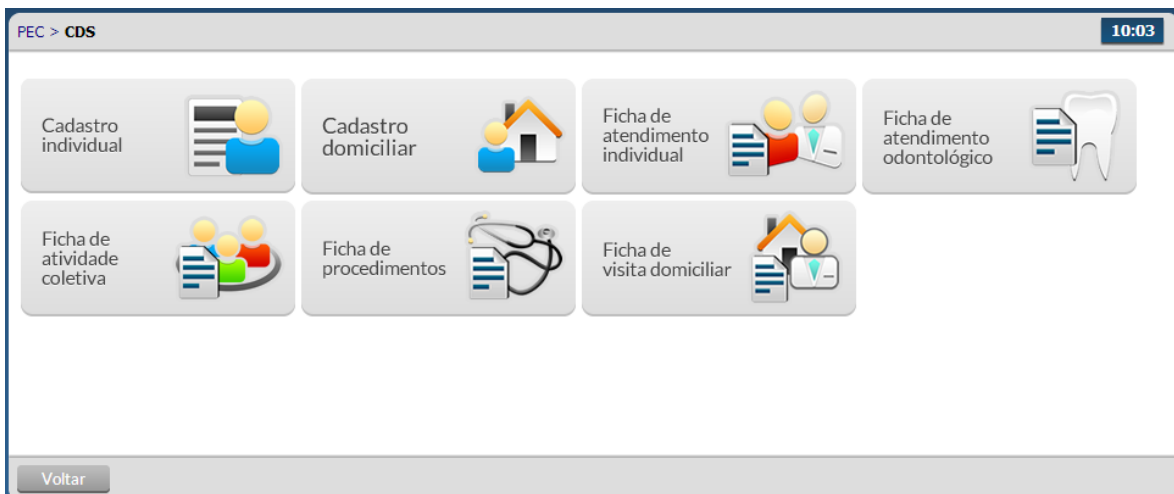 PEC > CDS
10:03
Cadastro
individual
Cadastro
domiciliar
Ficha de
atendimento
individual
Ficha de
atendimento
odontológico
Ficha de
atividade
coletiva
Ficha de
procedimentos
Ficha de
visita domiciliar
Voltar